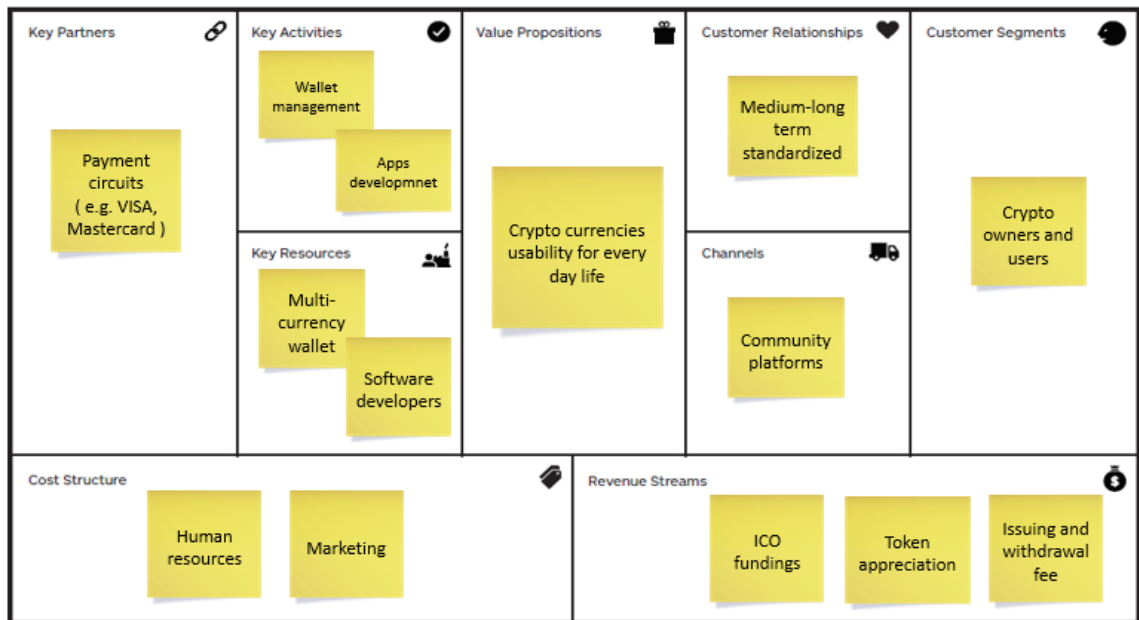 Key Partners
Payment
circuits
( e.g. VISA,
Mastercard )
Key Activities
Wallet
management
Apps
developmnet
Key Resources
Multi-
currency
wallet
Software
developers
Value Propositions
Crypto currencies
usability for every
day life
Customer Relationships
Medium-long
term
standardized
Channels
Community
platforms
Customer Segments
Crypto
owners and
users
Cost Structure
Human
resources
Marketing
Revenue Streams
ICO
fundings
Token
appreciation
Issuing and
withdrawal
fee
$